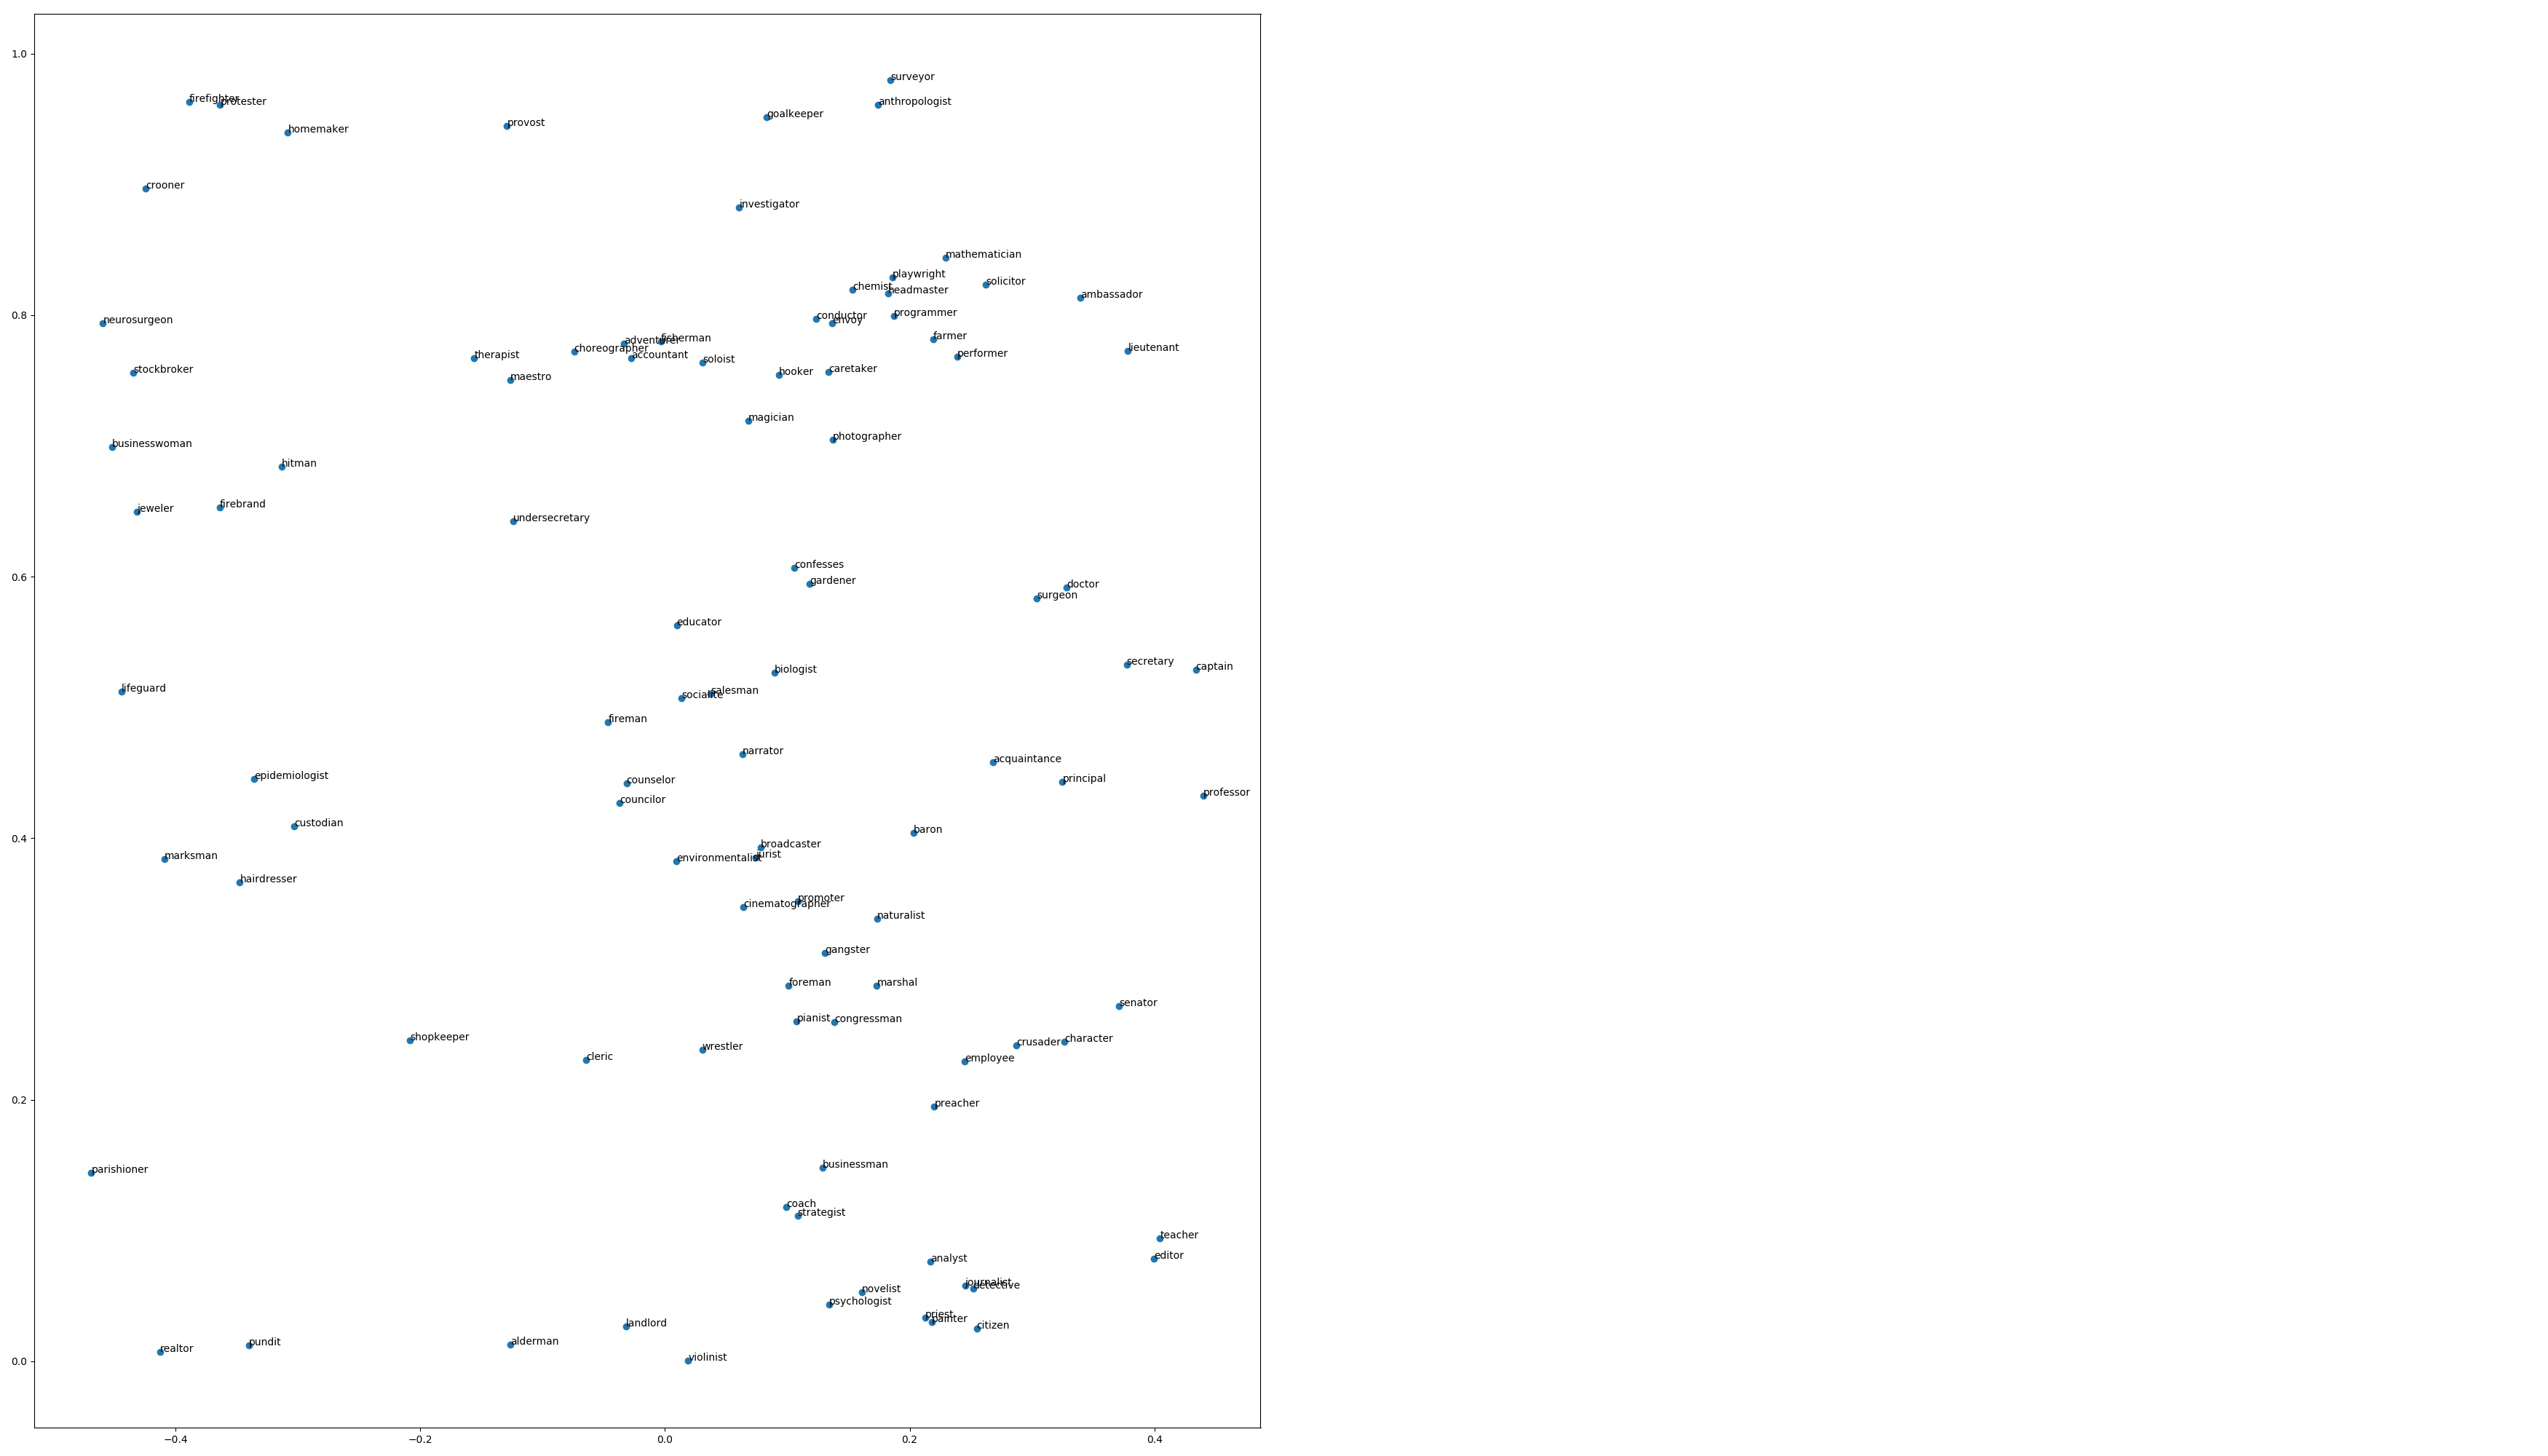 1.0
surveyor
firefighter
protester
anthropologist
goalkeeper
provost
homemaker
crooner
investigator
mathematician
playwright
solicitor
chemist
headmaster
ambassador
neurosurgeon
conductor
envoy
programmer
0.8
fisherman
adventurer
farmer
choreographer
lieutenant
therapist
accountant
performer
soloist
stockbroker
maestro
hooker
caretaker
magician
photographer
businesswoman
hitman
jeweler
firebrand
undersecretary
0.6
confesses
gardener
doctor
surgeon
educator
secretary
captain
biologist
lifeguard
salesman
socialite
fireman
narrator
acquaintance
epidemiologist
counselor
principal
councilor
professor
custodian
baron
0.4
broadcaster
jurist
marksman
environmentalist
hairdresser
promoter
cinematographer
naturalist
gangster
foreman
marshal
senator
pianist
congressman
shopkeeper
wrestler
crusader
character
cleric
employee
0.2
preacher
parishioner
businessman
coach
strategist
teacher
editor
analyst
journalist
detective
novelist
psychologist
priest
painter
landlord
citizen
0.0
realtor
pundit
alderman
violinist
−0.4
−0.2
0.0
0.2
0.4